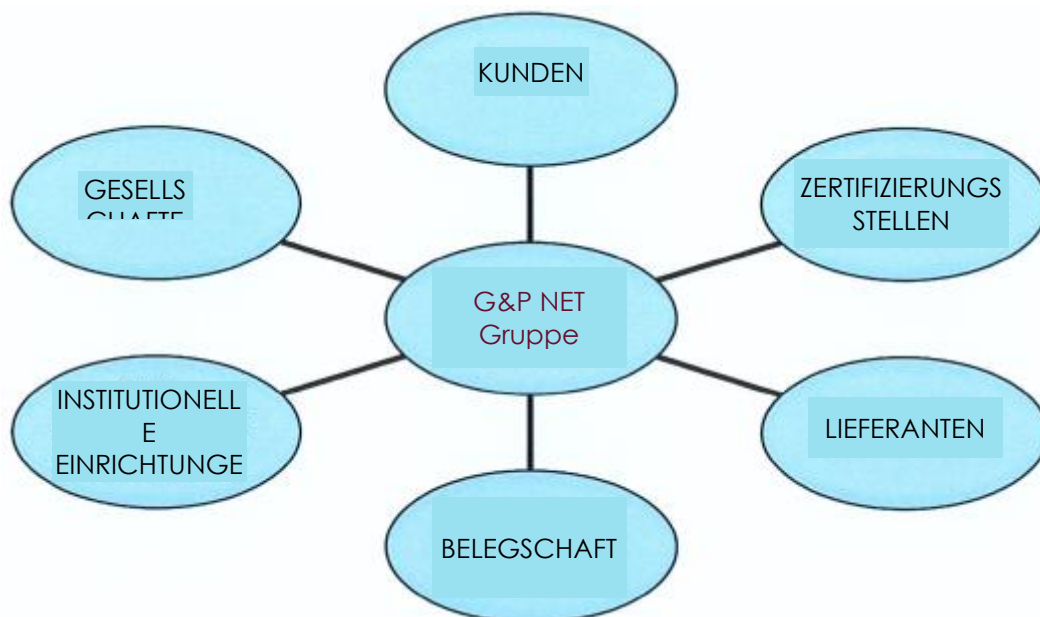 KUNDEN
GESELLS
ZERTIFIZIERUNGS
STELLEN
G&P NET
Gruppe
INSTITUTIONELL
E
EINRICHTUNGE
LIEFERANTEN
BELEGSCHAFT